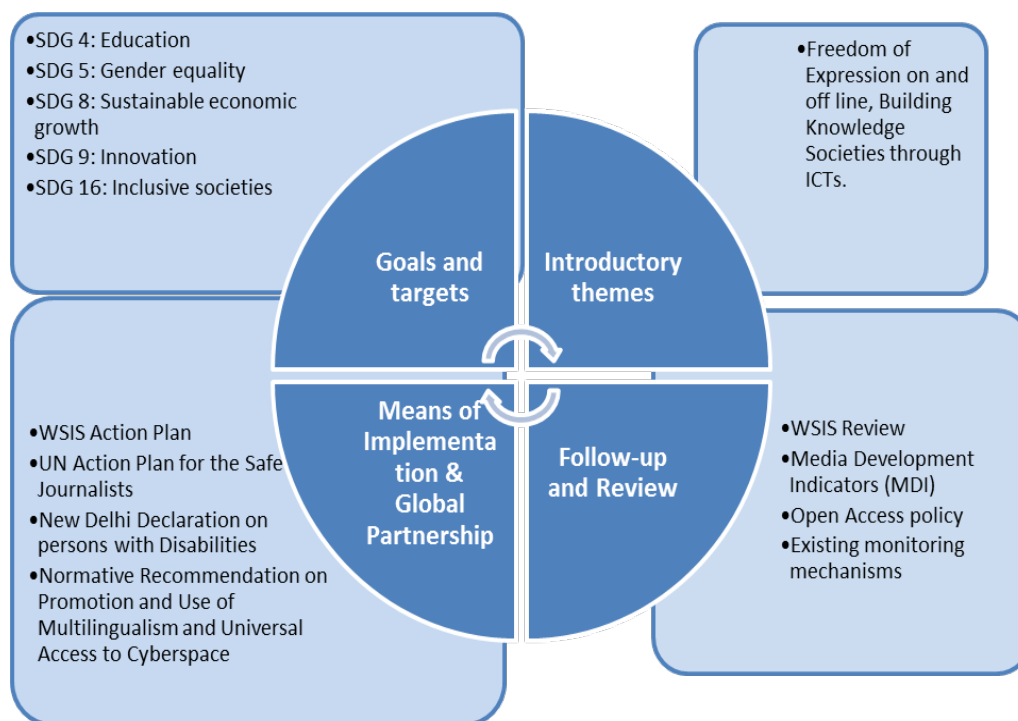 •SDG 4: Education
•SDG 5: Gender equality
•SDG 8: Sustainable economic
growth
•SDG 9: Innovation
•SDG 16: Inclusive societies
•Freedom of
Expression on and
off line, Building
Knowledge
Societies through
ICTs.
Goals and
targets
Introductory
themes
Means of
Implementa
tion &
Global
Partnership
Follow-up
and Review
•WSIS Action Plan
•UN Action Plan for the Safe
Journalists
•New Delhi Declaration on
persons with Disabilities
•Normative Recommendation on
Promotion and Use of
Multilingualism and Universal
Access to Cyberspace
•WSIS Review
•Media Development
Indicators (MDI)
•Open Access policy
•Existing monitoring
mechanisms